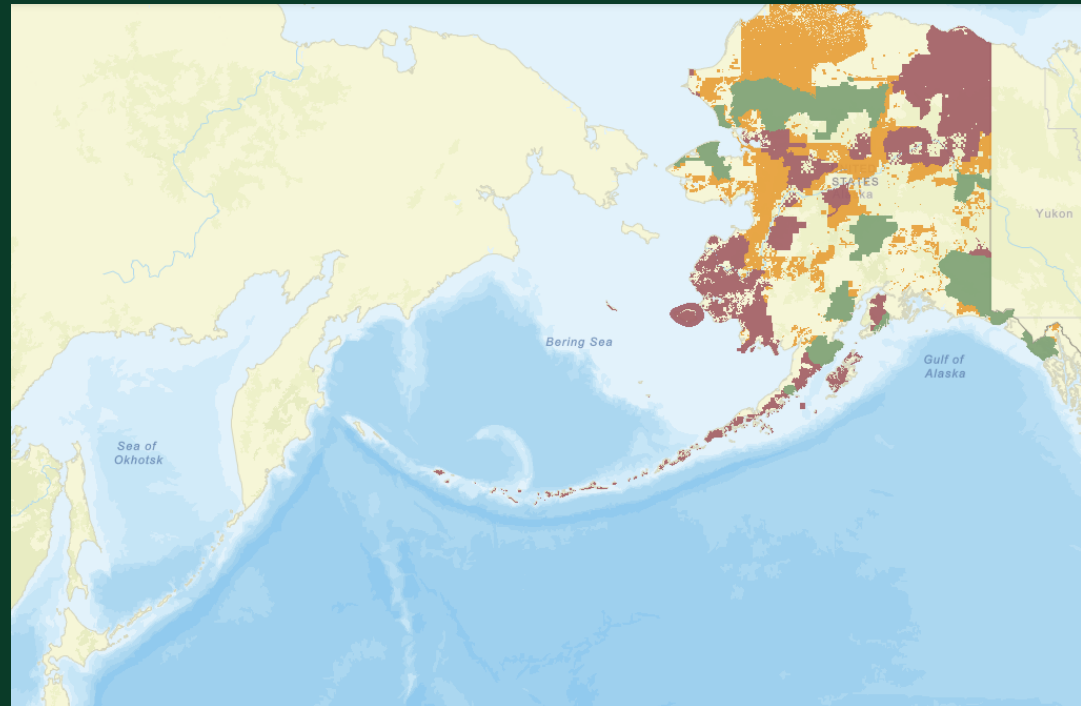 STATES
Yukon
Bering Sea
Gulf of
Alaska
Sea of
Okhotsk